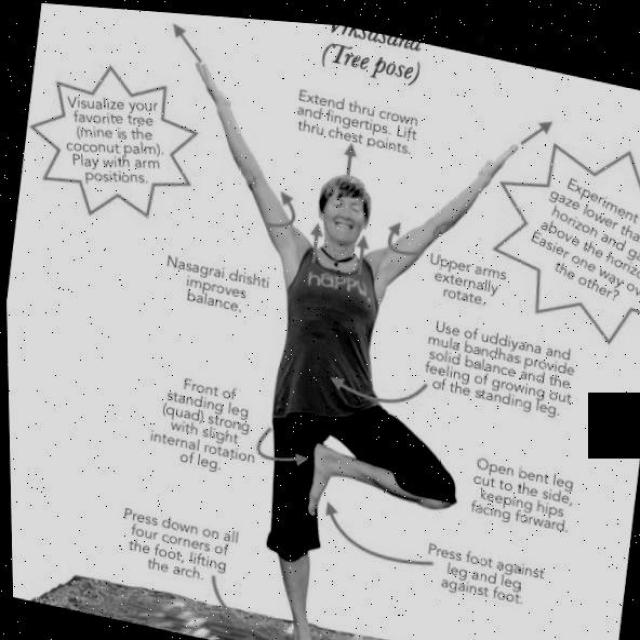 Vrksasana
(Tree pose)
Extend thru crown
and fingertips. Lift
thru chest points.
Visualize your
favorite tree
(mine is the
coconut palm).
Play with arm
positions.
Experiment
gaze lower
horizon and
above the
Easier one way
the other?
Nasagrai drishti
improves
balance.
happy
Upper arms
externally
rotate.
Use of uddiyana and
mula bandhas provide
solid balance and the
feeling of growing out
of the standing leg.
Front of
standing leg
(quad) strong
with slight
internal rotation
of leg.
Open bent leg
out to the side,
keeping hips
facing forward.
Press down on all
four corners of
the foot, lifting
the arch.
Press foot against
leg and leg
against foot.